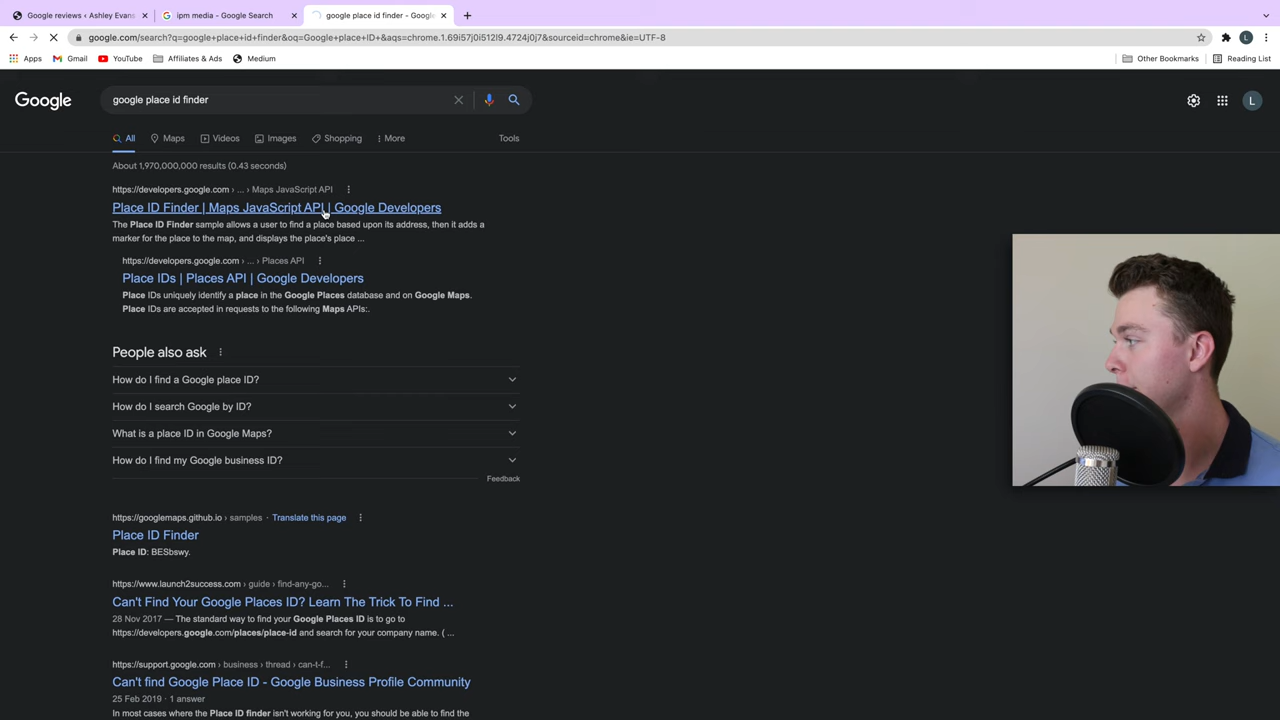 Google reviews ‹ Ashley Evans
ipm media - Google Search
google place id finder - Goog
google.com/search?q=google+place+id+finder&oq=Google+place+ID+&aqs=chrome.1.69i57j0i512l9.4724j0j7&sourceid=chrome&ie=UTF-8
L
Apps Gmail YouTube Affiliates & Ads Medium Other Bookmarks Reading List
Google google place id finder L
All Maps Videos Images Shopping More Tools
About 1,970,000,000 results (0.43 seconds)
https://developers.google.com › ... › Maps JavaScript API
Place ID Finder | Maps JavaScript API | Google Developers
The Place ID Finder sample allows a user to find a place based upon its address, then it adds a
marker for the place to the map, and displays the place's place ...
https://developers.google.com › ... › Places API
Place IDs | Places API | Google Developers
Place IDs uniquely identify a place in the Google Places database and on Google Maps.
Place IDs are accepted in requests to the following Maps APIs:.
People also ask
How do I find a Google place ID?
How do I search Google by ID?
What is a place ID in Google Maps?
How do I find my Google business ID?
Feedback
https://googlemaps.github.io › samples · Translate this page
Place ID Finder
Place ID: BESbswy.
https://www.launch2success.com › guide › find-any-go...
Can't Find Your Google Places ID? Learn The Trick To Find ...
28 Nov 2017 — The standard way to find your Google Places ID is to go to
https://developers.google.com/places/place-id and search for your company name. ( ...
https://support.google.com › business › thread › can-t-f...
Can't find Google Place ID - Google Business Profile Community
25 Feb 2019 · 1 answer
In most cases where the Place ID finder isn't working for you, you should be able to find the